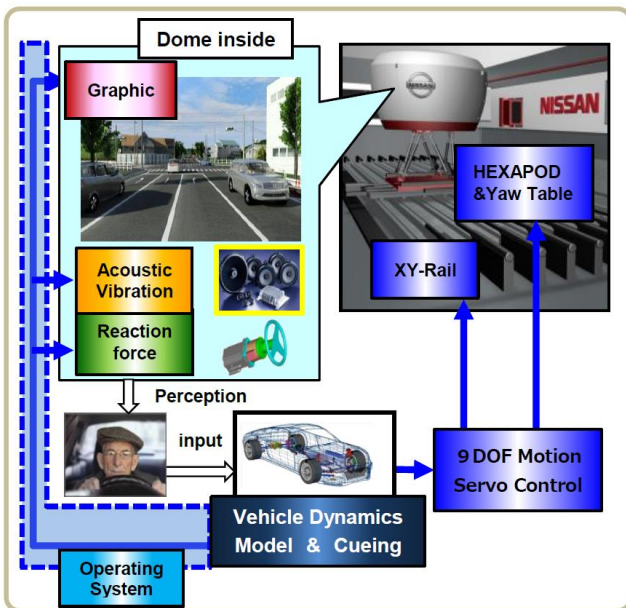 Dome inside
Graphic
NISSAN
NISSAN
HEXAPOD
&Yaw Table
XY-Rail
Acoustic
Vibration
Reaction
force
Perception
input
9 DOF Motion
Servo Control
Vehicle Dynamics
Model & Cueing
Operating
System